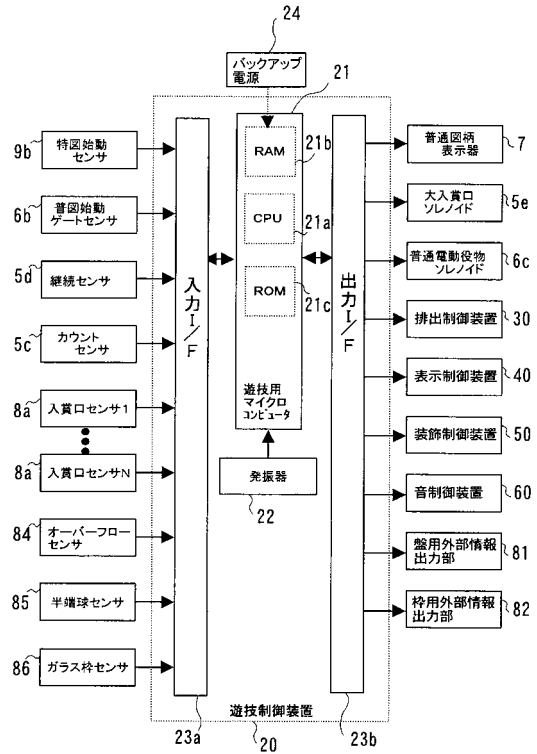 24
バックアップ
電源
21
9b
特図始動
センサ
6b
普図始動
ゲートセンサ
5d
継続センサ
5c
カウント
センサ
8a
入賞口センサ1
8a
入賞口センサN
84
オーバーフロー
センサ
85
半端球センサ
86
ガラス枠センサ
入力I/F
23a
RAM
21b
CPU
21a
ROM
21c
遊技用
マイクロ
コンピュータ
発振器
22
出力I/F
23b
普通図柄
表示器
7
大入賞口
ソレノイド
5e
普通電動役物
ソレノイド
6c
排出制御装置
30
表示制御装置
40
装飾制御装置
50
音制御装置
60
盤用外部情報
出力部
81
枠用外部情報
出力部
82
遊技制御装置
20